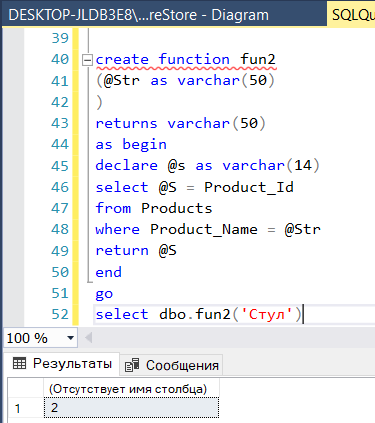 DESKTOP-JLDB3E8\...reStore - Diagram
SQLQu
39
40 create function fun2
41 (@Str as varchar(50)
42 )
43 returns varchar(50)
44 as begin
45 declare @s as varchar(14)
46 select @S = Product_Id
47 from Products
48 where Product_Name = @Str
49 return @S
50 end
51 go
52 select dbo.fun2('Стул')
100 %
Результаты Сообщения
(Отсутствует имя столбца)
1 2